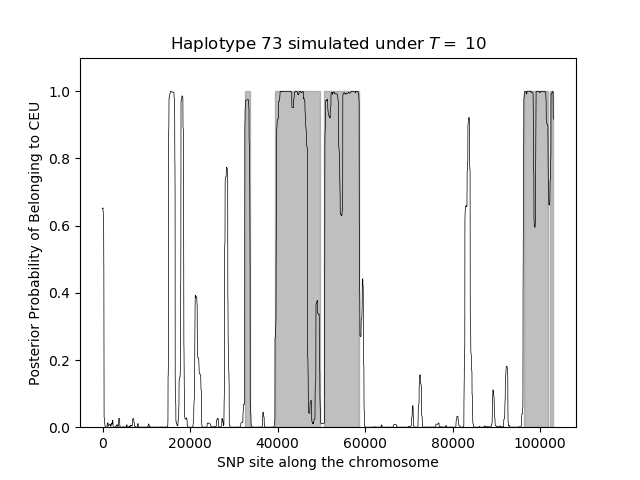 Haplotype 73 simulated under T = 10
Posterior Probability of Belonging to CEU
1.0
0.8
0.6
0.4
0.2
0.0
0 20000 40000 60000 80000 100000
SNP site along the chromosome